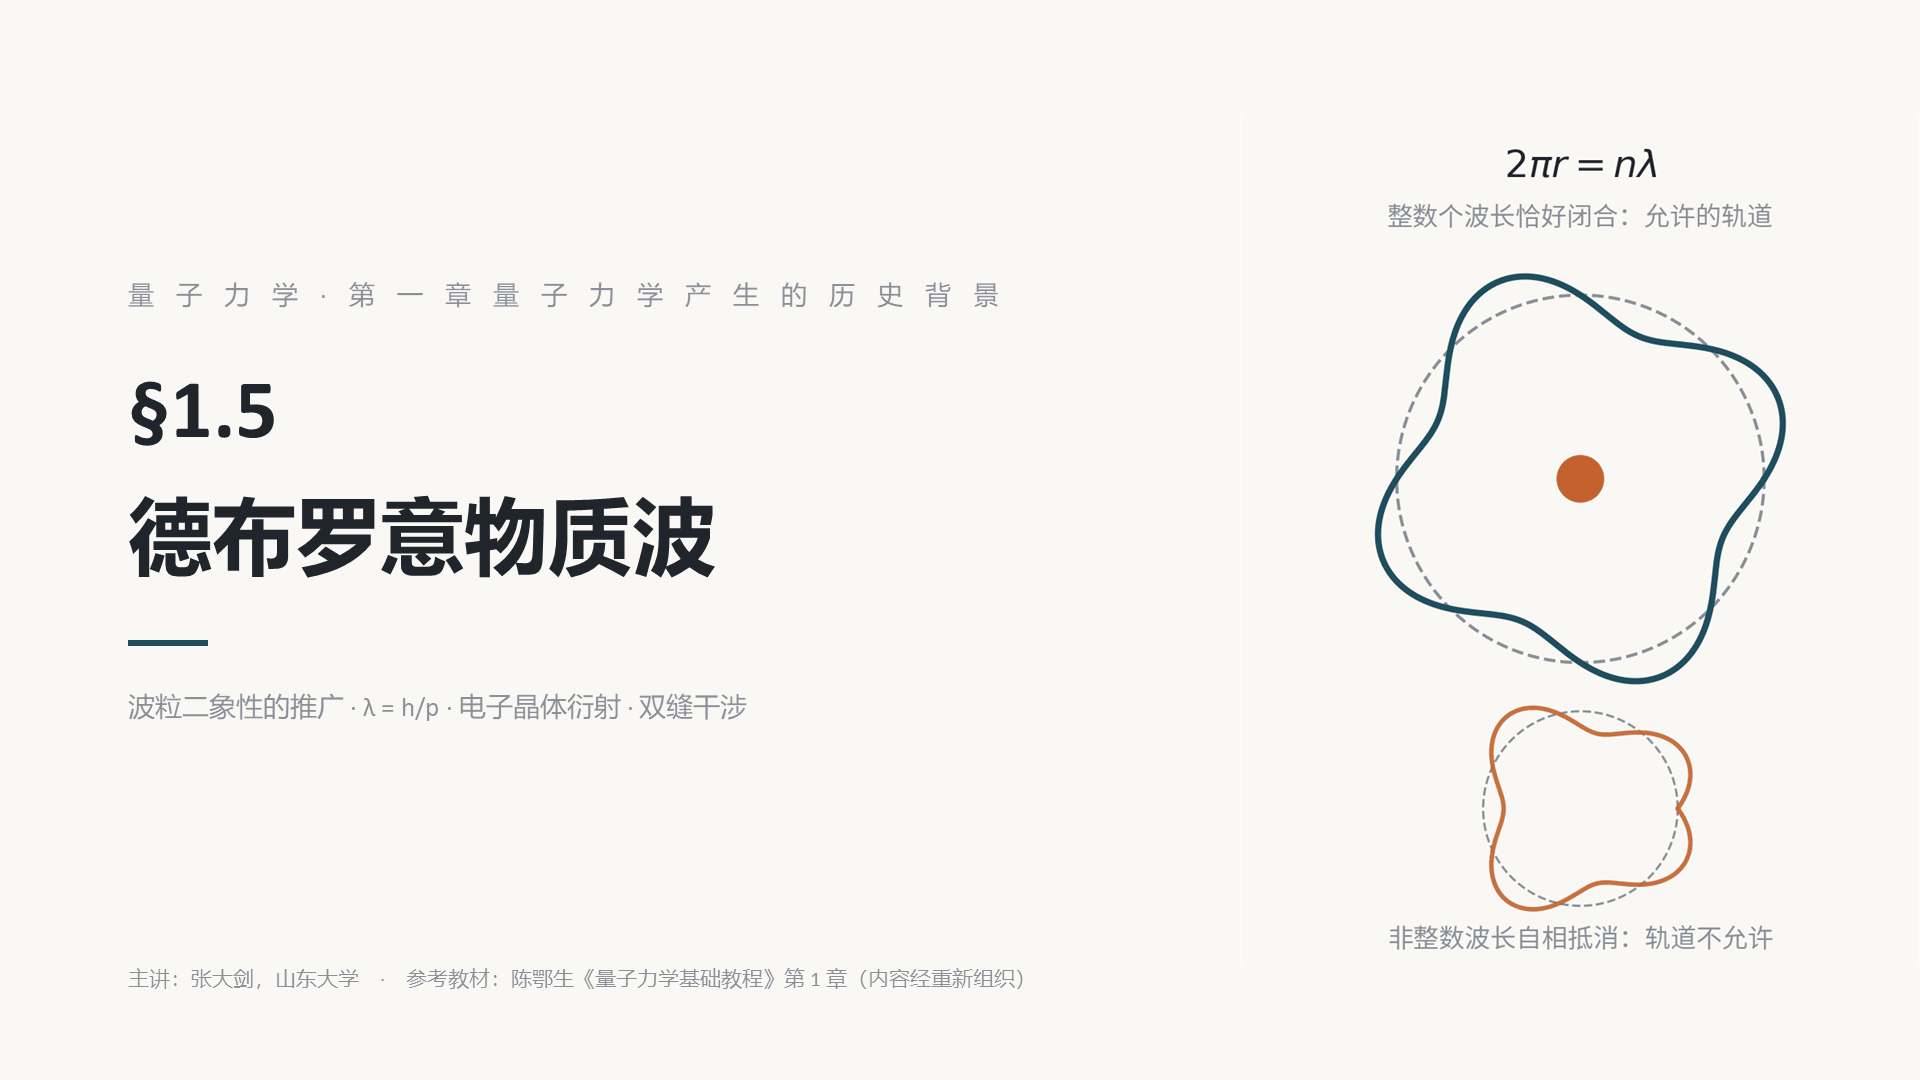 量子力学·第一章量子力学产生的历史背景
§1.5
德布罗意物质波
波粒二象性的推广 · λ = h/p · 电子晶体衍射 · 双缝干涉
主讲：张大剑，山东大学 · 参考教材：陈鄂生《量子力学基础教程》第 1 章（内容经重新组织）
2πr = nλ
整数个波长恰好闭合：允许的轨道
非整数波长自相抵消：轨道不允许